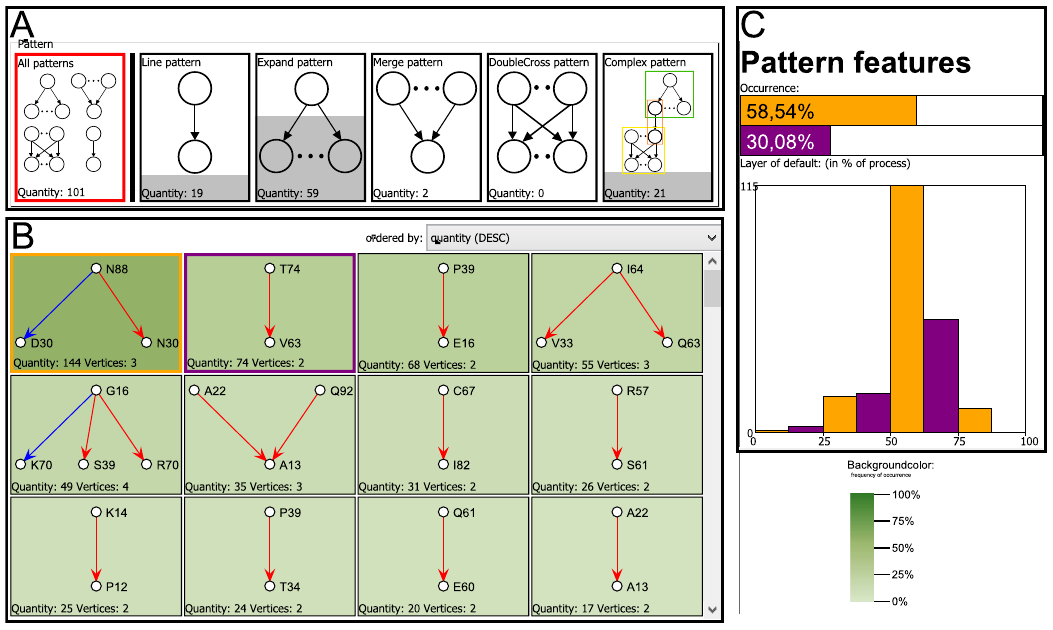 A
Pattern
All patterns
Quantity: 101
Line pattern
Quantity: 19
Expand pattern
Quantity: 59
Merge pattern
Quantity: 2
DoubleCross pattern
Quantity: 0
Complex pattern
Quantity: 21
B
ordered by: quantity (DESC)
N88
D30 N30
Quantity: 144 Vertices: 3
T74
V63
Quantity: 74 Vertices: 2
P39
E16
Quantity: 68 Vertices: 2
I64
V33 Q63
Quantity: 55 Vertices: 3
G16
K70 S39 R70
Quantity: 49 Vertices: 4
A22 Q92
A13
Quantity: 35 Vertices: 3
C67
I82
Quantity: 31 Vertices: 2
R57
S61
Quantity: 26 Vertices: 2
K14
P12
Quantity: 25 Vertices: 2
P39
T34
Quantity: 24 Vertices: 2
Q61
E60
Quantity: 20 Vertices: 2
A22
A13
Quantity: 17 Vertices: 2
C
Pattern features
Occurrence:
58,54%
30,08%
Layer of default: (in % of process)
115
0
0 25 50 75 100
Backgroundcolor:
frequency of occurrence
100%
75%
50%
25%
0%